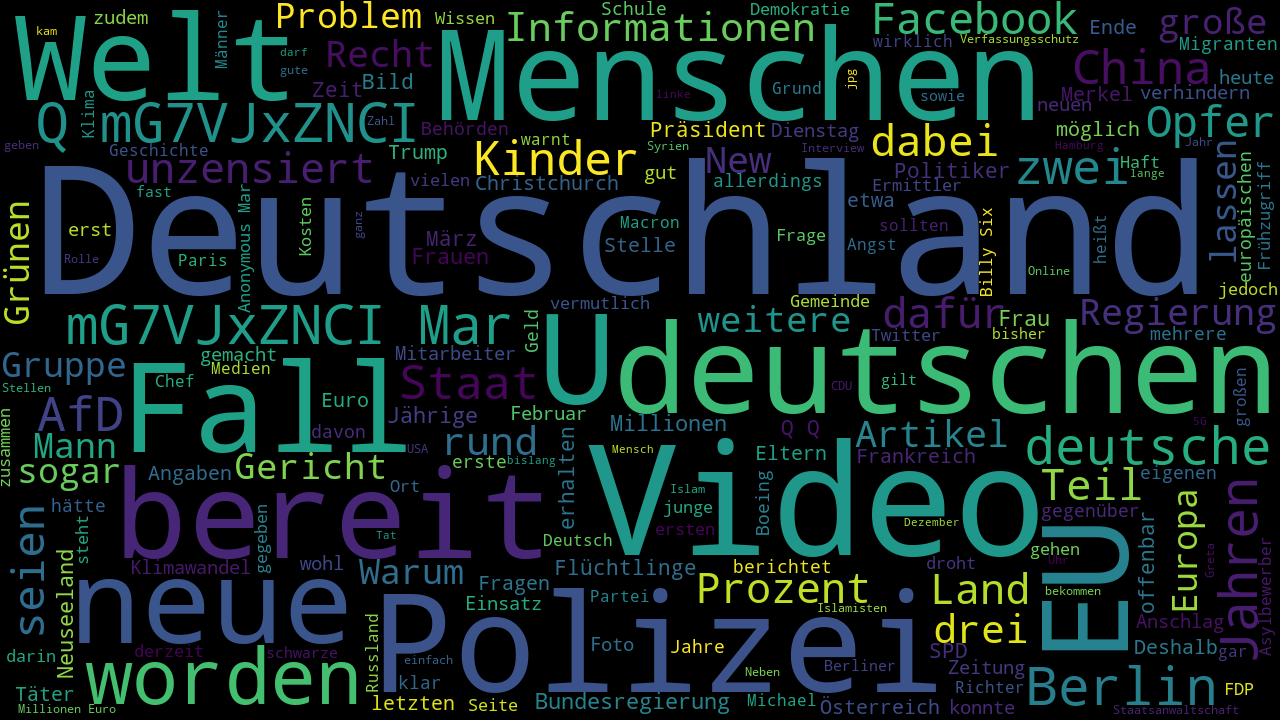 kam
zudem
Problem
Wissen
Schule
Demokratie
Facebook
Ende
große
Welt
Männer
darf
gute
Menschen
Informationen
wirklich
Verfassungsschutz
Migranten
Recht
Zeit
Bild
linke
Grund
jpg
sowie
China
Merkel
verhindern
heute
neuen
Klima
Q mG7VJxZNCI
Zahl
Behörden
Präsident
Dienstag
dabei
möglich
Opfer
geben
Geschichte
unzensiert
Trump
warnt
Kinder
Syrien
New
Interview
Hamburg
Jahr
fast
vielen
Christchurch
gut
allerdings
Politiker
Ermittler
zwei
Haft
lange
lassen
europäischen
Frühzugriff
Grünen
erst
Rolle
Paris
Anonymous Mar
Kosten
ganz
Deutschland
März
Frauen
Macron
Stelle
Frage
etwa
Angst
sollten
Billy Six
Online
heißt
jedoch
mG7VJxZNCI
Mar
Geld
vermutlich
Gemeinde
weitere
dafür
Frau
bisher
Regierung
Twitter
mehrere
Gruppe
Stellen
gemacht
Medien
Chef
Fall
Euro
Mitarbeiter
Staat
U
deutschen
CDU
gilt
großen
5G
AfD
Jährige
Februar
Millionen
Q Q
davon
Mann
USA
rund
Artikel
deutsche
zusammen
sogar
Angaben
Gericht
erste
bislang
erhalten
Mensch
Eltern
Frankreich
Teil
eigenen
hätte
Ort
bereit
Video
Islam
junge
ersten
Boeing
Dezember
gegenüber
Europa
Jahren
seien
steht
gegeben
Tat
Deutsch
gehen
EU
offenbar
Greta
Asylbewerber
Neuseeland
Klimawandel
wohl
Warum
Flüchtlinge
berichtet
droht
Uhr
bekommen
neue
Fragen
Einsatz
Partei
Prozent
Islamisten
Land
Anschlag
Polizei
drei
darin
derzeit
schwarze
Russland
einfach
Foto
Jahre
SPD
Deshalb
gar
Täter
worden
klar
Neben
Berliner
Zeitung
Richter
Berlin
FDP
Millionen Euro
letzten
Seite
Bundesregierung
Michael
Österreich
konnte
Staatsanwaltschaft